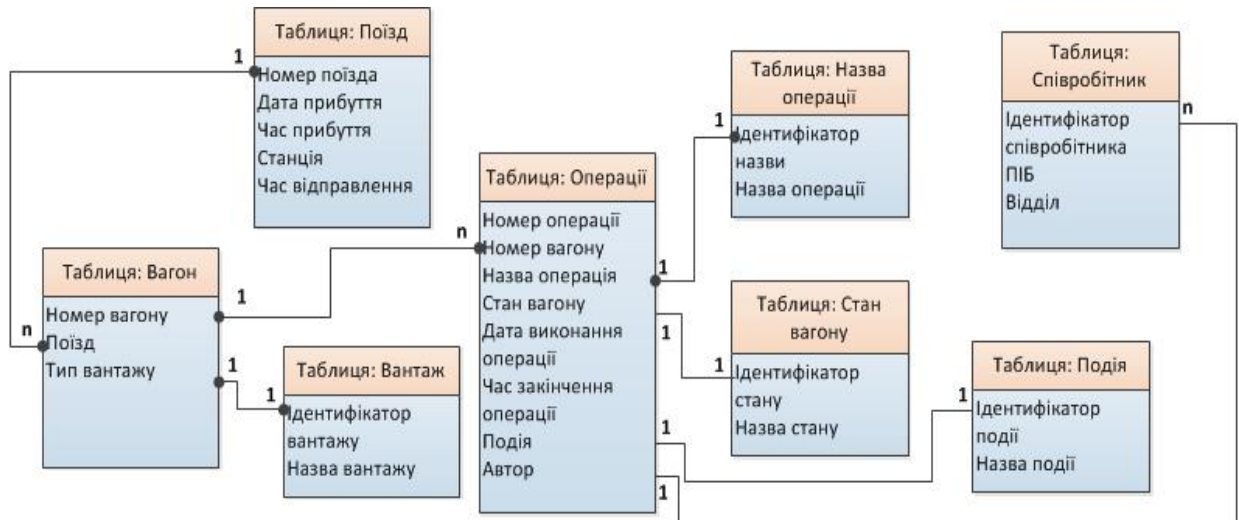 Таблиця: Поїзд
1
Номер поїзда
Дата прибуття
Час прибуття
Станція
Час відправлення
Таблиця: Вагон
1
Номер вагону
n
Поїзд
Тип вантажу
1
Таблиця: Вантаж
1
Ідентифікатор
вантажу
Назва вантажу
Таблиця: Операції
n
Номер операції
Номер вагону
Назва операція
1
Стан вагону
1
Дата виконання
операції
Час закінчення
операції
Подія
1
Автор
1
Таблиця: Назва
операції
1
Ідентифікатор
назви
Назва операції
Таблиця: Стан
вагону
1
Ідентифікатор
стану
Назва стану
Таблиця:
Співробітник
n
Ідентифікатор
співробітника
ПІБ
Відділ
Таблиця: Подія
1
Ідентифікатор
події
Назва події